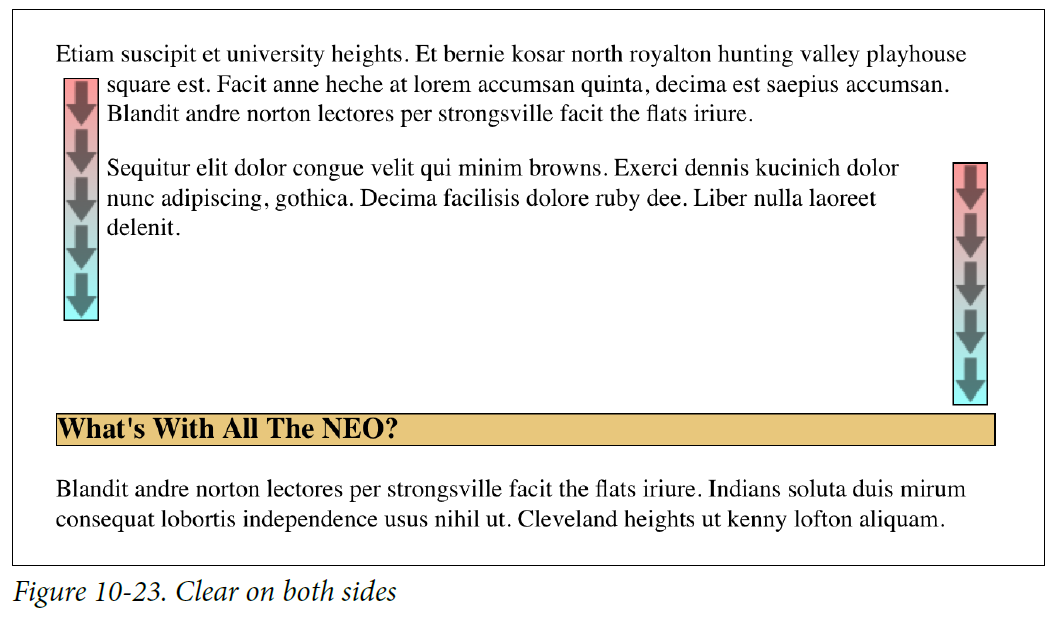 Etiam suscipit et university heights. Et bernie kosar north royalton hunting valley playhouse
square est. Facit anne heche at lorem accumsan quinta, decima est saepius accumsan.
Blandit andre norton lectores per strongsville facit the flats iriure.
Sequitur elit dolor congue velit qui minim browns. Exerci dennis kucinich dolor
nunc adipiscing, gothica. Decima facilisis dolore ruby dee. Liber nulla laoreet
delenit.
What's With All The NEO?
Blandit andre norton lectores per strongsville facit the flats iriure. Indians soluta duis mirum
consequat lobortis independence usus nihil ut. Cleveland heights ut kenny lofton aliquam.
Figure 10-23. Clear on both sides